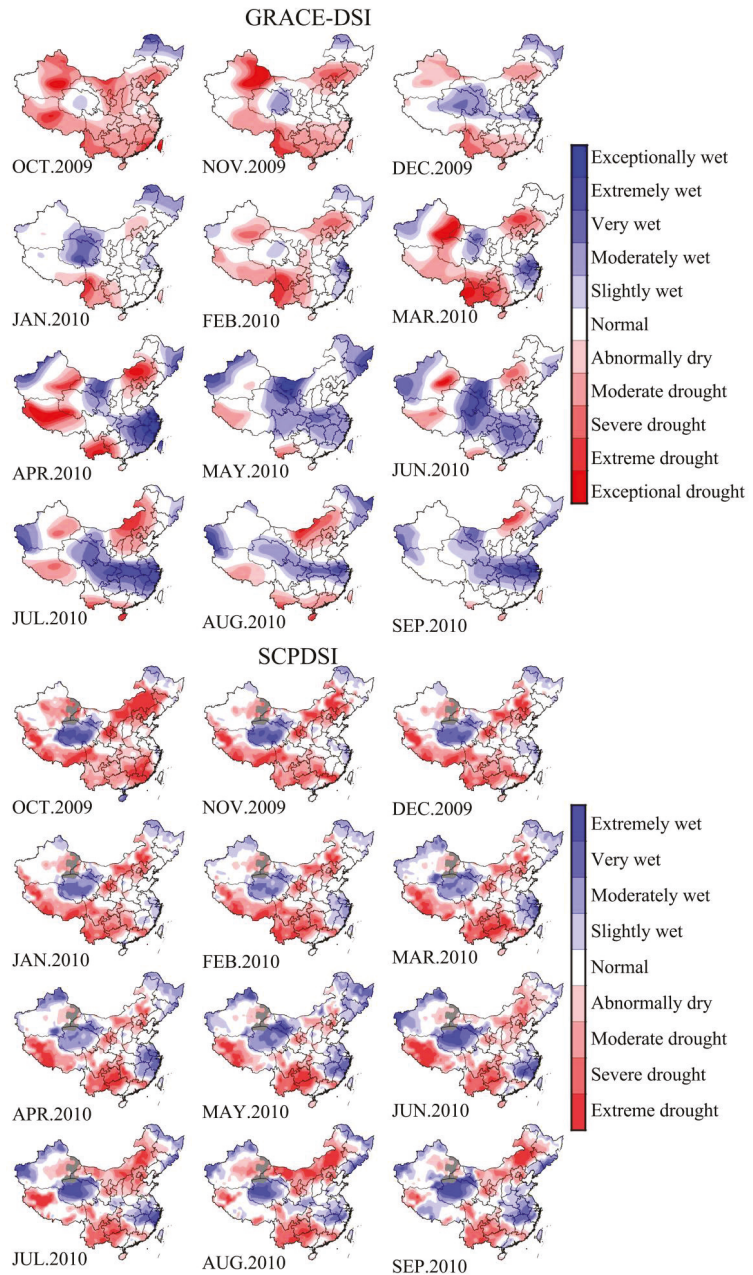 GRACE-DSI
OCT.2009
NOV.2009
DEC.2009
JAN.2010
FEB.2010
MAR.2010
APR.2010
MAY.2010
JUN.2010
JUL.2010
AUG.2010
SEP.2010
Exceptionally wet
Extremely wet
Very wet
Moderately wet
Slightly wet
Normal
Abnormally dry
Moderate drought
Severe drought
Extreme drought
Exceptional drought
SCPDSI
OCT.2009
NOV.2009
DEC.2009
JAN.2010
FEB.2010
MAR.2010
APR.2010
MAY.2010
JUN.2010
JUL.2010
AUG.2010
SEP.2010
Extremely wet
Very wet
Moderately wet
Slightly wet
Normal
Abnormally dry
Moderate drought
Severe drought
Extreme drought